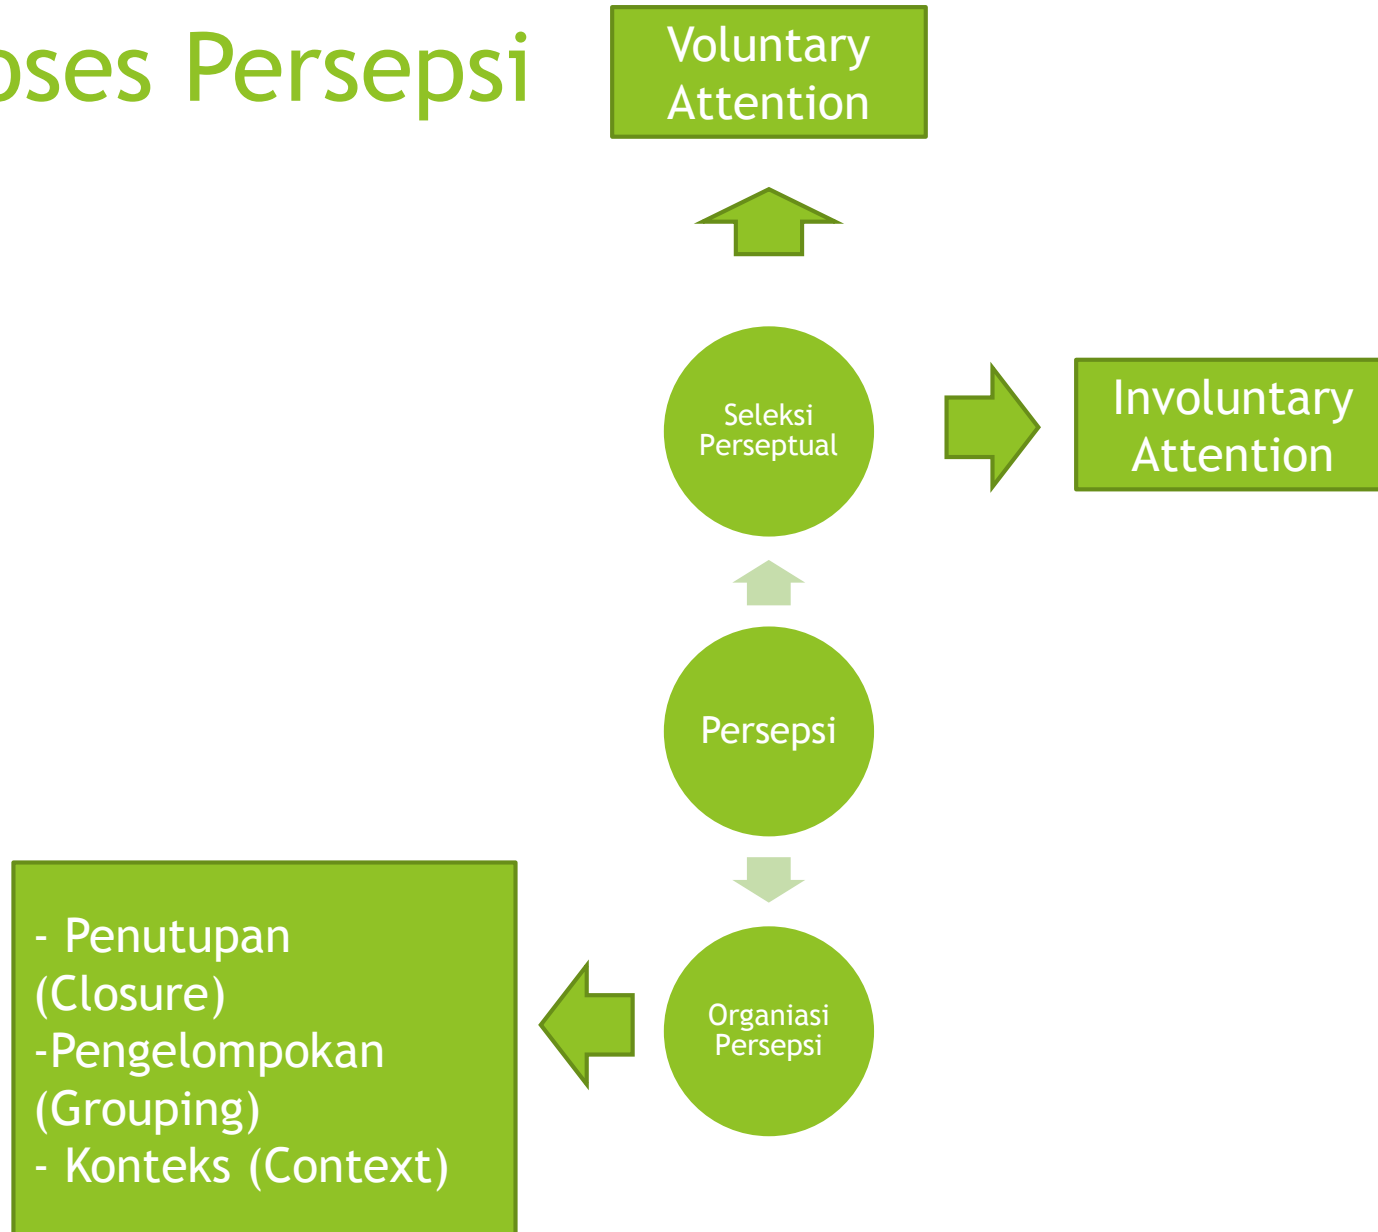 oses Persepsi
Voluntary
Attention
Seleksi
Perseptual
Involuntary
Attention
Persepsi
Organiasi
Persepsi
- Penutupan
(Closure)
-Pengelompokan
(Grouping)
- Konteks (Context)